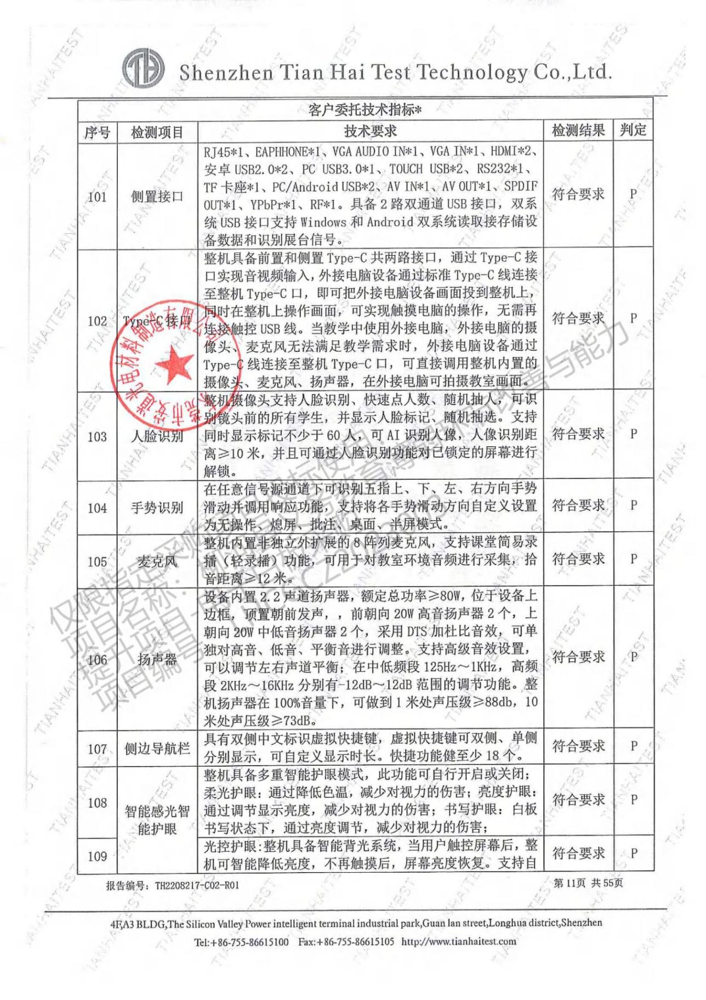 TH Shenzhen Tian Hai Test Technology Co.,Ltd.
客户委托技术指标*
序号 检测项目 技术要求 检测结果 判定
101 侧置接口 符合要求 P
RJ45*1、EAPHHONE*1、VGA AUDIO IN*1、VGA IN*1、HDMI*2、
安卓 USB2.0*2、PC USB3.0*1、TOUCH USB*2、RS232*1、
TF 卡座*1、PC/Android USB*2、AV IN*1、AV OUT*1、SPDIF
OUT*1、YPbPr*1、RF*1。具备 2 路双通道 USB 接口，双系
统 USB 接口支持 Windows 和 Android 双系统读取接存储设
备数据和识别展台信号。
102 Type-C 接口 符合要求 P
整机具备前置和侧置 Type-C 共两路接口，通过 Type-C 接
口实现音视频输入，外接电脑设备通过标准 Type-C 线连接
至整机 Type-C 口，即可把外接电脑设备画面投到整机上，
同时在整机上操作画面，可实现触摸电脑的操作，无需再
连接触控 USB 线。当教学中使用外接电脑，外接电脑的摄
像头、麦克风无法满足教学需求时，外接电脑设备通过
Type-C 线连接至整机 Type-C 口，可直接调用整机内置的
摄像头、麦克风、扬声器，在外接电脑可拍摄教室画面。
103 人脸识别 符合要求 P
整机摄像头支持人脸识别、快速点人数、随机抽人，可识
别镜头前的所有学生，并显示人脸标记、随机抽选。支持
同时显示标记不少于 60 人，可 AI 识别人像，人像识别距
离≥10 米，并且可通过人脸识别功能对已锁定的屏幕进行
解锁。
104 手势识别 符合要求 P
在任意信号源通道下可识别五指上、下、左、右方向手势
滑动并调用响应功能，支持将各手势滑动方向自定义设置
为无操作、熄屏、批注、桌面、半屏模式。
105 麦克风 符合要求 P
整机内置非独立外扩展的 8 阵列麦克风，支持课堂简易录
播（轻录播）功能，可用于对教室环境音频进行采集，拾
音距离≥12 米。
106 扬声器 符合要求 P
设备内置 2.2 声道扬声器，额定总功率≥80W，位于设备上
边框，顶置朝前发声，，前朝向 20W 高音扬声器 2 个，上
朝向 20W 中低音扬声器 2 个，采用 DTS 加杜比音效，可单
独对高音、低音、平衡音进行调整。支持高级音效设置，
可以调节左右声道平衡；在中低频段 125Hz～1KHz，高频
段 2KHz～16KHz 分别有-12dB～12dB 范围的调节功能。整
机扬声器在 100%音量下，可做到 1 米处声压级≥88db，10
米处声压级≥73dB。
107 侧边导航栏 符合要求 P
具有双侧中文标识虚拟快捷键，虚拟快捷键可双侧、单侧
分别显示，可自定义显示时长。快捷功能健至少 18 个。
108 智能感光智能护眼 符合要求 P
整机具备多重智能护眼模式，此功能可自行开启或关闭；
柔光护眼：通过降低色温，减少对视力的伤害；亮度护眼：
通过调节显示亮度，减少对视力的伤害；书写护眼：白板
书写状态下，通过亮度调节，减少对视力的伤害；
109 符合要求 P
光控护眼:整机具备智能背光系统，当用户触控屏幕后，整
机可智能降低亮度，不再触摸后，屏幕亮度恢复。支持自
报告编号：TH2208217-C02-R01 第 11页 共 55页
4F,A3 BLDG,The Silicon Valley Power intelligent terminal industrial park,Guan lan street,Longhua district,Shenzhen
Tel:+86-755-86615100 Fax:+86-755-86615105 http://www.tianhaitest.com
东莞市安道光电材料制造有限公司
TIANHAITEST